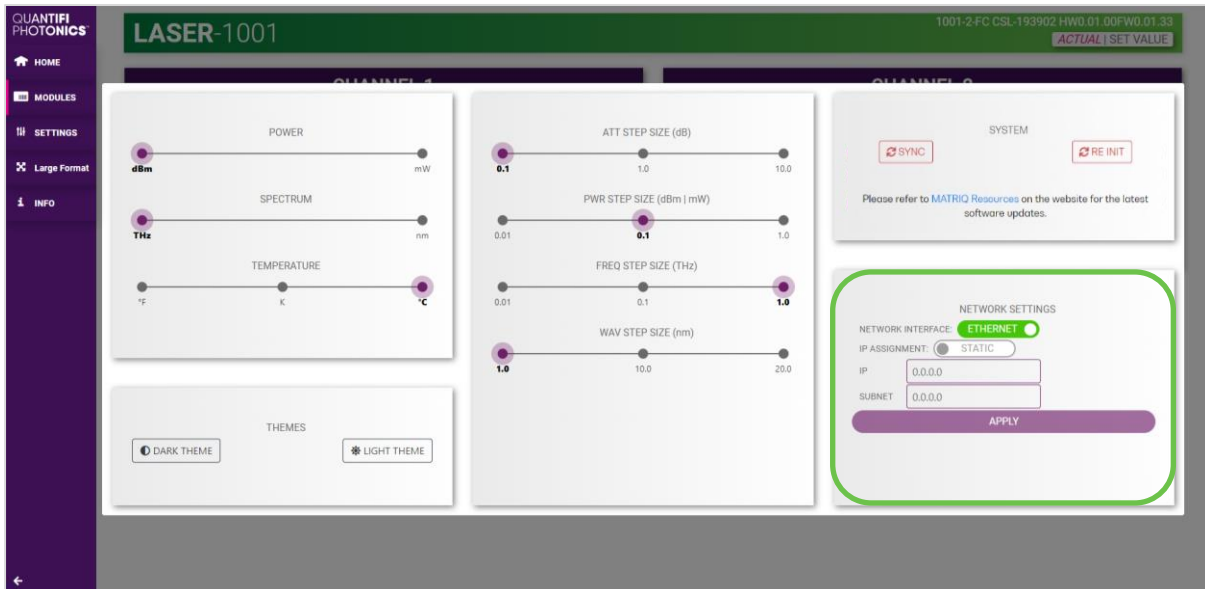 QUANTIFI
PHOTONICS™
HOME
MODULES
SETTINGS
Large Format
INFO
LASER-1001
1001-2-FC CSL-193902 HW0.01.00FW0.01.33
ACTUAL | SET VALUE
CHANNEL 1
CHANNEL 2
POWER
dBm
mW
SPECTRUM
THz
nm
TEMPERATURE
°F
K
°C
THEMES
DARK THEME
LIGHT THEME
ATT STEP SIZE (dB)
0.1
1.0
10.0
PWR STEP SIZE (dBm | mW)
0.01
0.1
1.0
FREQ STEP SIZE (THz)
0.01
0.1
1.0
WAV STEP SIZE (nm)
1.0
10.0
20.0
SYSTEM
SYNC
RE INIT
Please refer to MATRIQ Resources on the website for the latest
software updates.
NETWORK SETTINGS
NETWORK INTERFACE: ETHERNET
IP ASSIGNMENT: STATIC
IP 0.0.0.0
SUBNET 0.0.0.0
APPLY